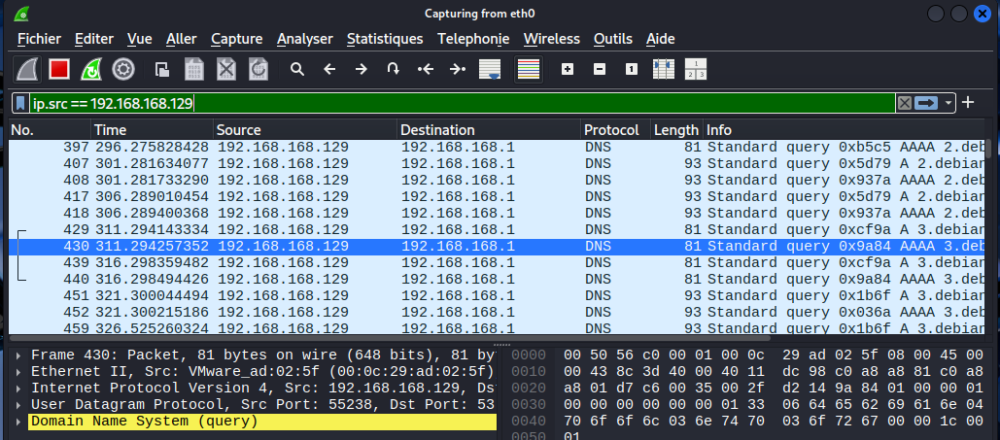 Capturing from eth0
Fichier Editer Vue Aller Capture Analyser Statistiques Telephonie Wireless Outils Aide
ip.src == 192.168.168.129
No. Time Source Destination Protocol Length Info
397 296.275828428 192.168.168.129 192.168.168.1 DNS 81 Standard query 0xb5c5 AAAA 2.deb
407 301.281634077 192.168.168.129 192.168.168.1 DNS 93 Standard query 0x5d79 A 2.debian
408 301.281733290 192.168.168.129 192.168.168.1 DNS 93 Standard query 0x937a AAAA 2.deb
417 306.289010454 192.168.168.129 192.168.168.1 DNS 93 Standard query 0x5d79 A 2.debian
418 306.289400368 192.168.168.129 192.168.168.1 DNS 93 Standard query 0x937a AAAA 2.deb
429 311.294143334 192.168.168.129 192.168.168.1 DNS 81 Standard query 0xcf9a A 3.debian
430 311.294257352 192.168.168.129 192.168.168.1 DNS 81 Standard query 0x9a84 AAAA 3.deb
439 316.298359482 192.168.168.129 192.168.168.1 DNS 81 Standard query 0xcf9a A 3.debian
440 316.298494426 192.168.168.129 192.168.168.1 DNS 81 Standard query 0x9a84 AAAA 3.deb
451 321.300044494 192.168.168.129 192.168.168.1 DNS 93 Standard query 0x1b6f A 3.debian
452 321.300215186 192.168.168.129 192.168.168.1 DNS 93 Standard query 0x036a AAAA 3.deb
459 326.525260324 192.168.168.129 192.168.168.1 DNS 93 Standard query 0x1b6f A 3.debian
Frame 430: Packet, 81 bytes on wire (648 bits), 81 by
Ethernet II, Src: VMware_ad:02:5f (00:0c:29:ad:02:5f)
Internet Protocol Version 4, Src: 192.168.168.129, Ds
User Datagram Protocol, Src Port: 55238, Dst Port: 53
Domain Name System (query)
0000 00 50 56 c0 00 01 00 0c 29 ad 02 5f 08 00 45 00
0010 00 43 8c 3d 40 00 40 11 dc 98 c0 a8 a8 81 c0 a8
0020 a8 01 d7 c6 00 35 00 2f d2 14 9a 84 01 00 00 01
0030 00 00 00 00 00 00 01 33 06 64 65 62 69 61 6e 04
0040 70 6f 6f 6c 03 6e 74 70 03 6f 72 67 00 00 1c 00
0050 01